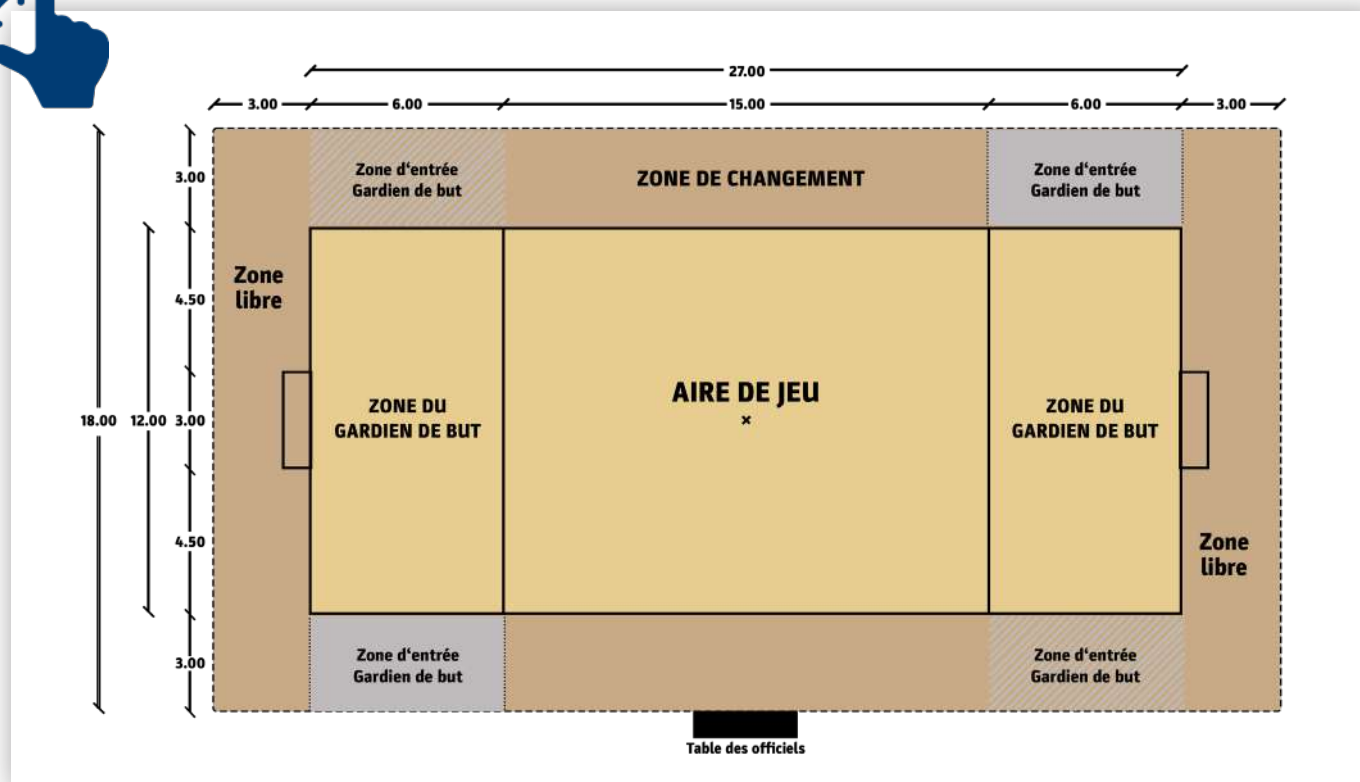 27.00
3.00 6.00 15.00 6.00 3.00
Zone d‘entrée
Gardien de but
ZONE DE CHANGEMENT
Zone d‘entrée
Gardien de but
3.00
Zone
libre
4.50
AIRE DE JEU
×
ZONE DU
GARDIEN DE BUT
ZONE DU
GARDIEN DE BUT
18.00 12.00 3.00
4.50
Zone
libre
3.00
Zone d‘entrée
Gardien de but
Zone d‘entrée
Gardien de but
Table des officiels